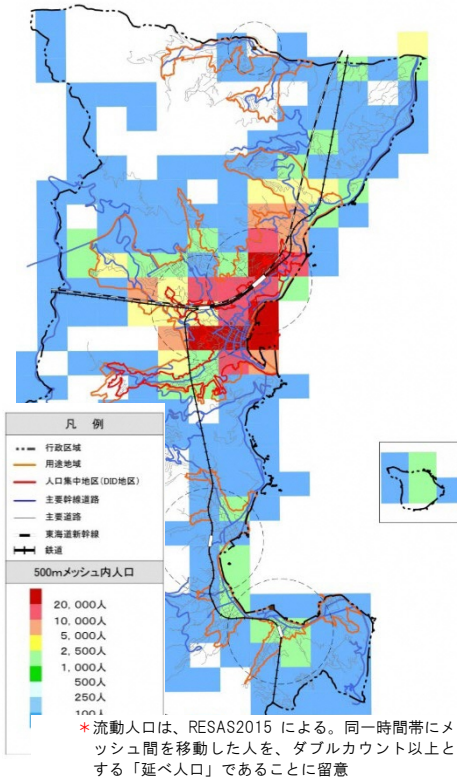 凡 例
行政区域
用途地域
人口集中地区(DID地区)
主要幹線道路
主要道路
東海道新幹線
鉄道
500mメッシュ内人口
20,000人
10,000人
5,000人
2,500人
1,000人
500人
250人
100人
*流動人口は、RESAS2015 による。同一時間帯にメ
ッシュ間を移動した人を、ダブルカウント以上と
する「延べ人口」であることに留意